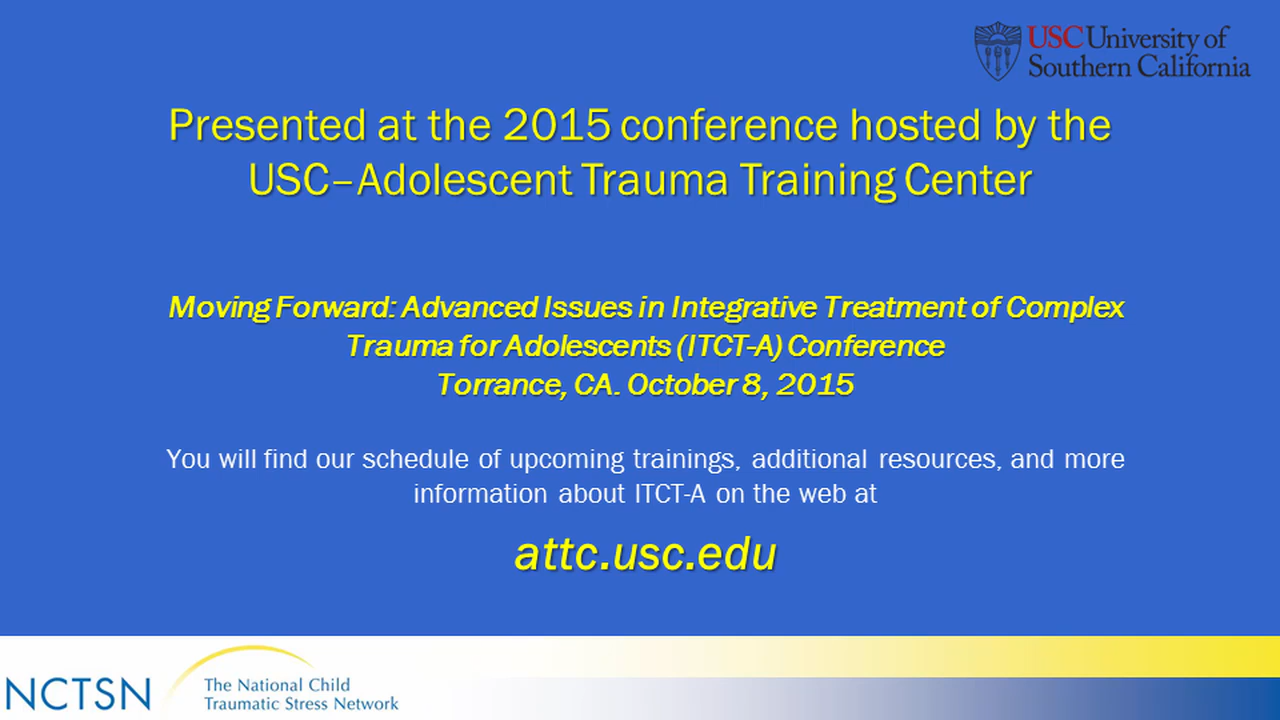 USC University of
Southern California
Presented at the 2015 conference hosted by the
USC–Adolescent Trauma Training Center
Moving Forward: Advanced Issues in Integrative Treatment of Complex
Trauma for Adolescents (ITCT-A) Conference
Torrance, CA. October 8, 2015
You will find our schedule of upcoming trainings, additional resources, and more
information about ITCT-A on the web at
attc.usc.edu
NCTSN
The National Child
Traumatic Stress Network